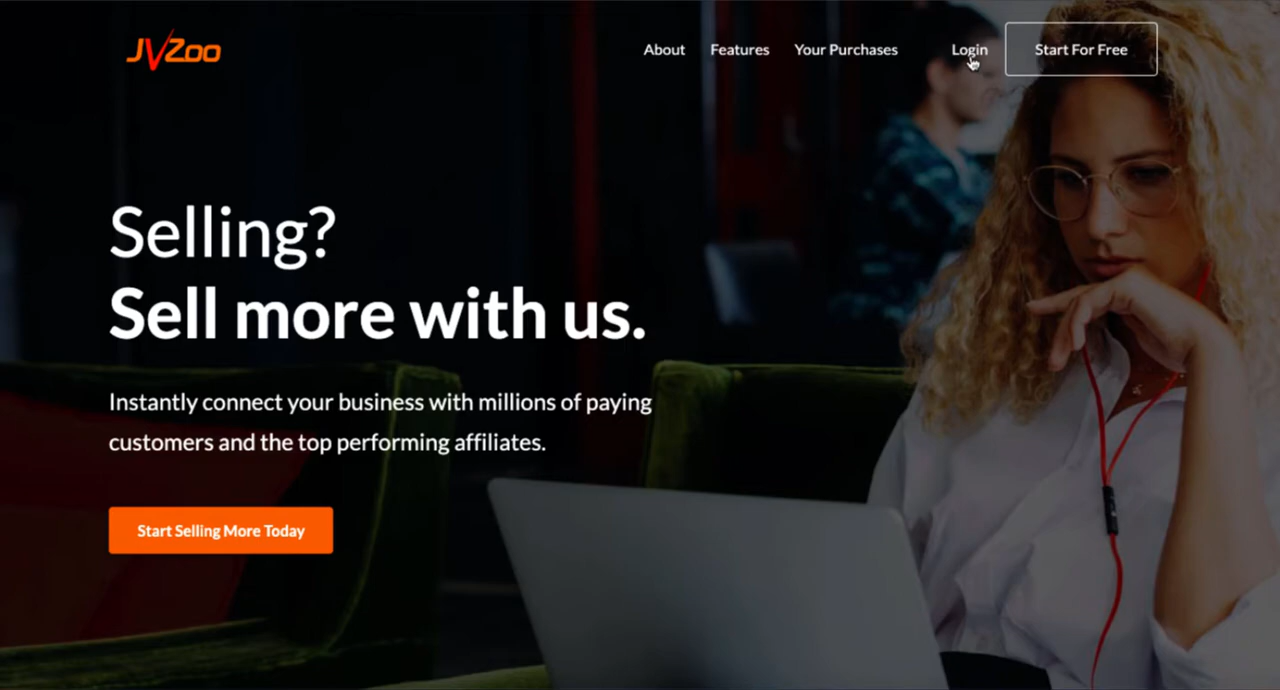 JVZoo
About Features Your Purchases Login Start For Free
Selling?
Sell more with us.
Instantly connect your business with millions of paying
customers and the top performing affiliates.
Start Selling More Today